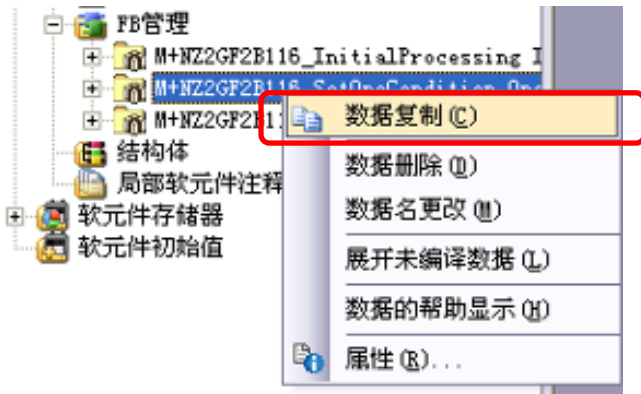 FB管理
M+NZ2GF2B116_InitialProcessing I
M+NZ2GF2B116_SetOpeCondition Ope
M+NZ2GF2B11
结构体
局部软元件注释
软元件存储器
软元件初始值
数据复制(C)
数据删除(D)
数据名更改(M)
展开未编译数据(L)
数据的帮助显示(H)
属性(R)...